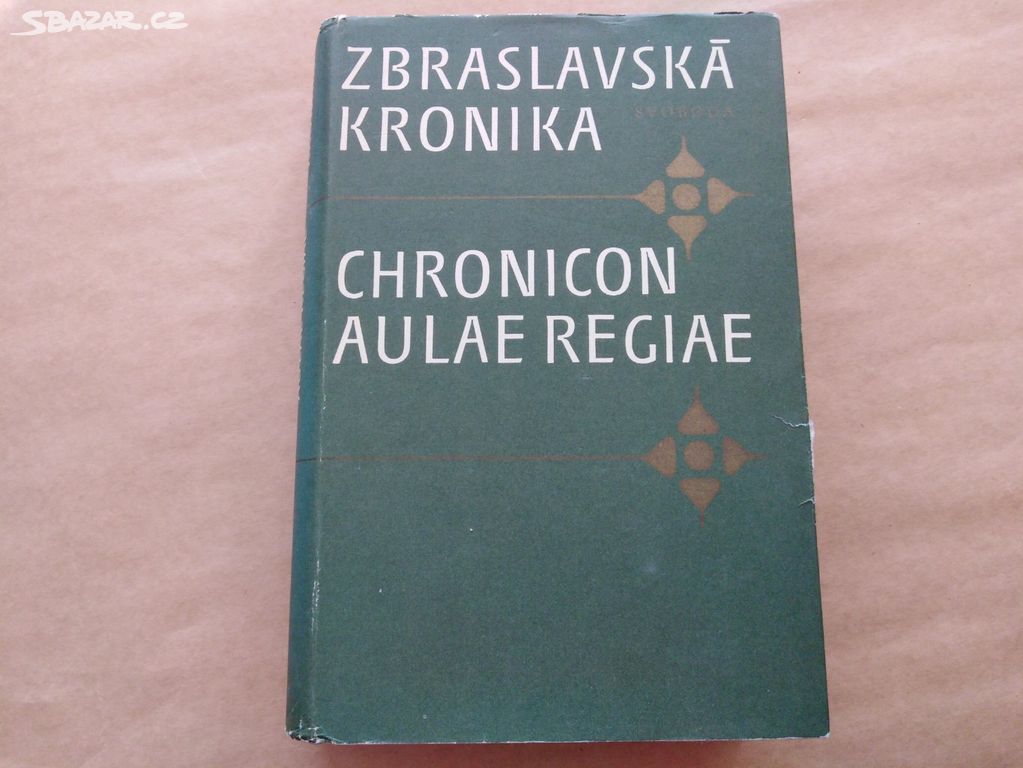 SBAZAR.CZ
ZBRASLAVSKÁ
KRONIKA
SVOBODA
CHRONICON
AULAE REGIAE